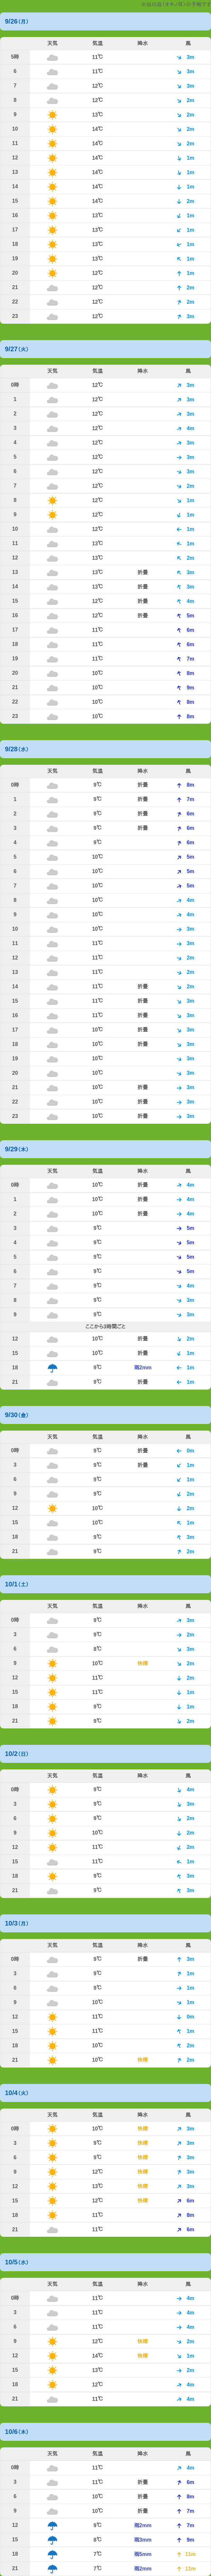 9/26(月)
天気 気温 降水 風
5時 11℃ 3m
6 11℃ 3m
7 12℃ 3m
8 12℃ 2m
9 13℃ 2m
10 14℃ 2m
11 14℃ 2m
12 14℃ 1m
13 14℃ 1m
14 14℃ 1m
15 14℃ 2m
16 13℃ 1m
17 13℃ 1m
18 13℃ 1m
19 13℃ 1m
20 12℃ 1m
21 12℃ 2m
22 12℃ 2m
23 12℃ 3m
9/27(火)
天気 気温 降水 風
0時 12℃ 3m
1 12℃ 3m
2 12℃ 3m
3 12℃ 4m
4 12℃ 3m
5 12℃ 3m
6 12℃ 3m
7 12℃ 2m
8 12℃ 1m
9 12℃ 1m
10 12℃ 1m
11 13℃ 1m
12 13℃ 2m
13 13℃ 折畳 3m
14 13℃ 折畳 3m
15 12℃ 折畳 4m
16 12℃ 折畳 5m
17 11℃ 6m
18 11℃ 6m
19 11℃ 7m
20 10℃ 8m
21 10℃ 9m
22 10℃ 8m
23 10℃ 8m
9/28(水)
天気 気温 降水 風
0時 9℃ 折畳 8m
1 9℃ 折畳 7m
2 9℃ 折畳 6m
3 9℃ 折畳 6m
4 9℃ 6m
5 10℃ 5m
6 10℃ 5m
7 10℃ 5m
8 10℃ 4m
9 10℃ 4m
10 10℃ 3m
11 11℃ 3m
12 11℃ 2m
13 11℃ 2m
14 11℃ 折畳 2m
15 11℃ 折畳 3m
16 11℃ 折畳 3m
17 10℃ 折畳 3m
18 10℃ 折畳 3m
19 10℃ 3m
20 10℃ 3m
21 10℃ 折畳 3m
22 10℃ 折畳 3m
23 10℃ 折畳 3m
9/29(木)
天気 気温 降水 風
0時 10℃ 折畳 4m
1 10℃ 折畳 4m
2 10℃ 折畳 4m
3 9℃ 5m
4 9℃ 5m
5 9℃ 5m
6 9℃ 5m
7 9℃ 4m
8 9℃ 3m
9 9℃ 3m
ここから3時間ごと
12 10℃ 折畳 2m
15 10℃ 折畳 1m
18 9℃ 雨2mm 1m
21 9℃ 折畳 1m
9/30(金)
天気 気温 降水 風
0時 9℃ 折畳 0m
3 9℃ 折畳 1m
6 9℃ 1m
9 9℃ 2m
12 10℃ 2m
15 10℃ 1m
18 9℃ 3m
21 9℃ 2m
10/1(土)
天気 気温 降水 風
0時 9℃ 3m
3 9℃ 2m
6 8℃ 3m
9 10℃ 快傑 2m
12 11℃ 2m
15 11℃ 1m
18 9℃ 1m
21 9℃ 2m
10/2(日)
天気 気温 降水 風
0時 8℃ 4m
3 8℃ 3m
6 8℃ 2m
9 10℃ 2m
12 11℃ 2m
15 11℃ 1m
18 9℃ 3m
21 8℃ 3m
10/3(月)
天気 気温 降水 風
0時 9℃ 折畳 3m
3 9℃ 1m
6 9℃ 1m
9 10℃ 1m
12 11℃ 0m
15 11℃ 1m
18 10℃ 2m
21 10℃ 2m
10/4(火)
天気 気温 降水 風
0時 10℃ 3m
3 9℃ 3m
6 9℃ 3m
9 12℃ 3m
12 13℃ 3m
15 12℃ 6m
18 11℃ 8m
21 11℃ 6m
10/5(水)
天気 気温 降水 風
0時 11℃ 4m
3 11℃ 4m
6 11℃ 4m
9 12℃ 2m
12 14℃ 1m
15 13℃ 2m
18 12℃ 4m
21 11℃ 4m
10/6(木)
天気 気温 降水 風
0時 11℃ 4m
3 11℃ 折畳 6m
6 10℃ 折畳 8m
9 10℃ 折畳 7m
12 9℃ 雨2mm 7m
15 8℃ 雨3mm 9m
18 7℃ 雨5mm 11m
21 7℃ 雨2mm 11m